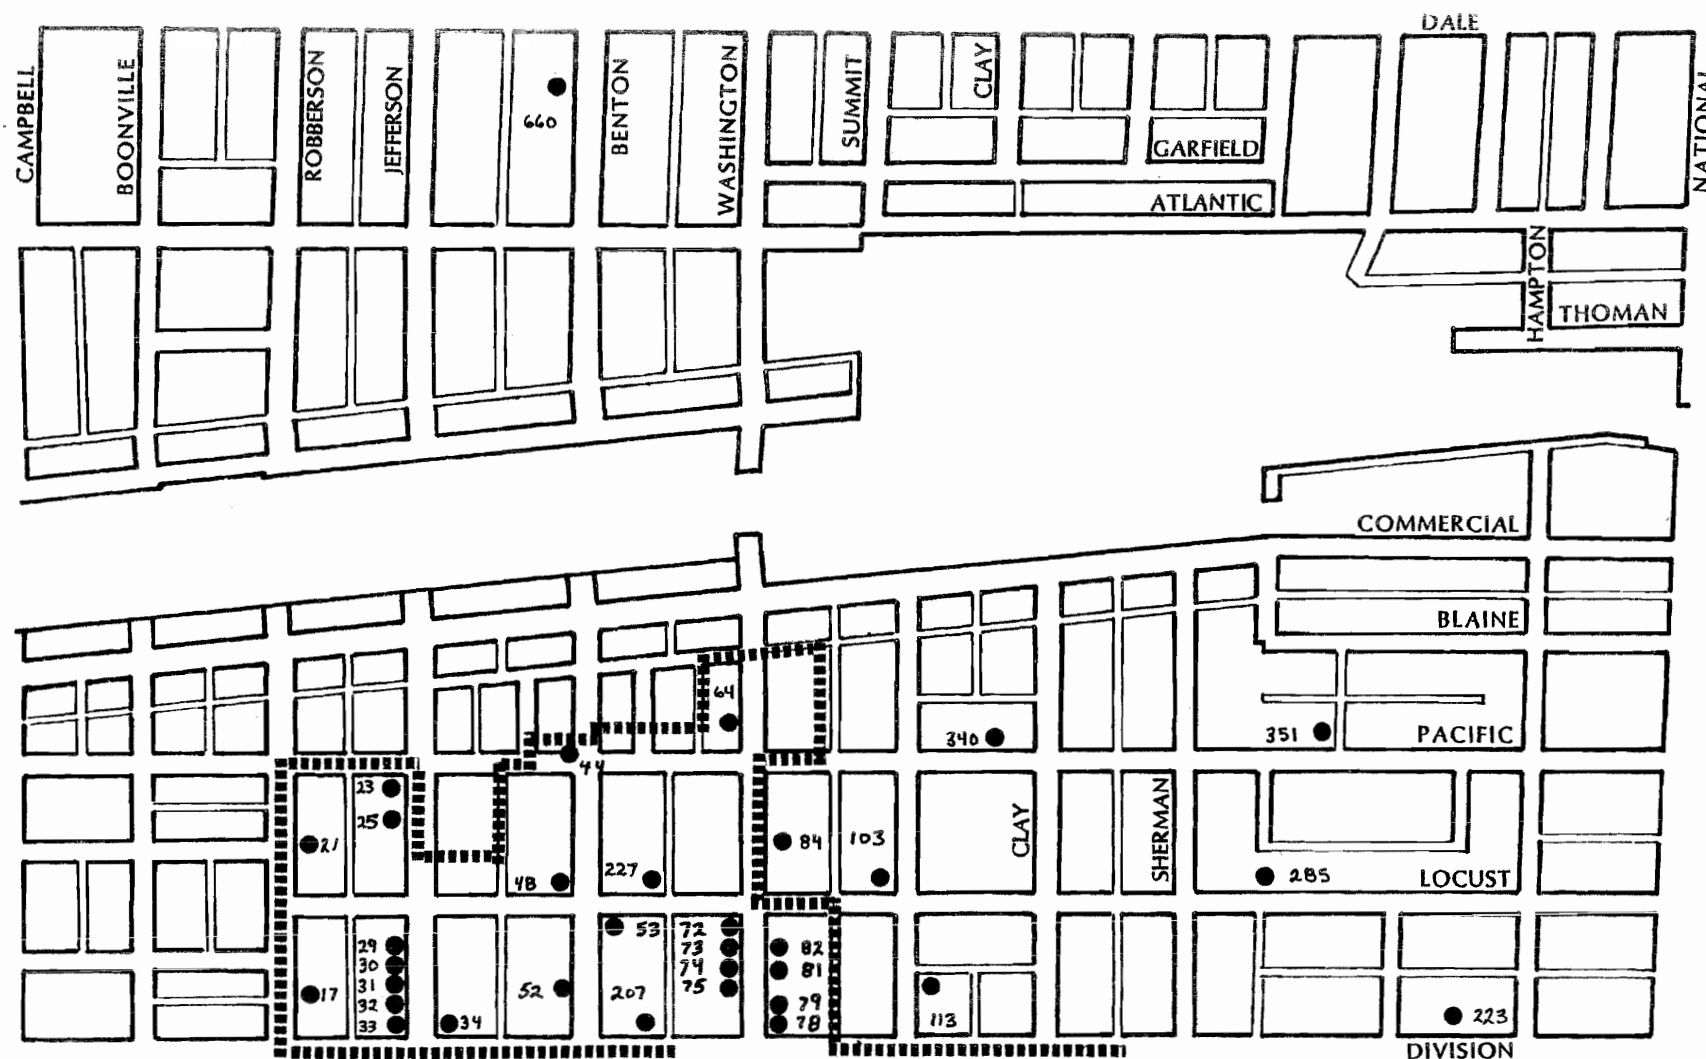 DALE
CAMPBELL
BOONVILLE
ROBBERSON
JEFFERSON
660
BENTON
WASHINGTON
SUMMIT
CLAY
GARFIELD
NATIONAL
ATLANTIC
HAMPTON
THOMAN
COMMERCIAL
BLAINE
64
340
351
PACIFIC
44
23
25
21
84
103
CLAY
SHERMAN
48
227
285
LOCUST
29
53
72
82
30
73
81
31
74
17
32
52
207
75
79
33
34
78
113
223
DIVISION